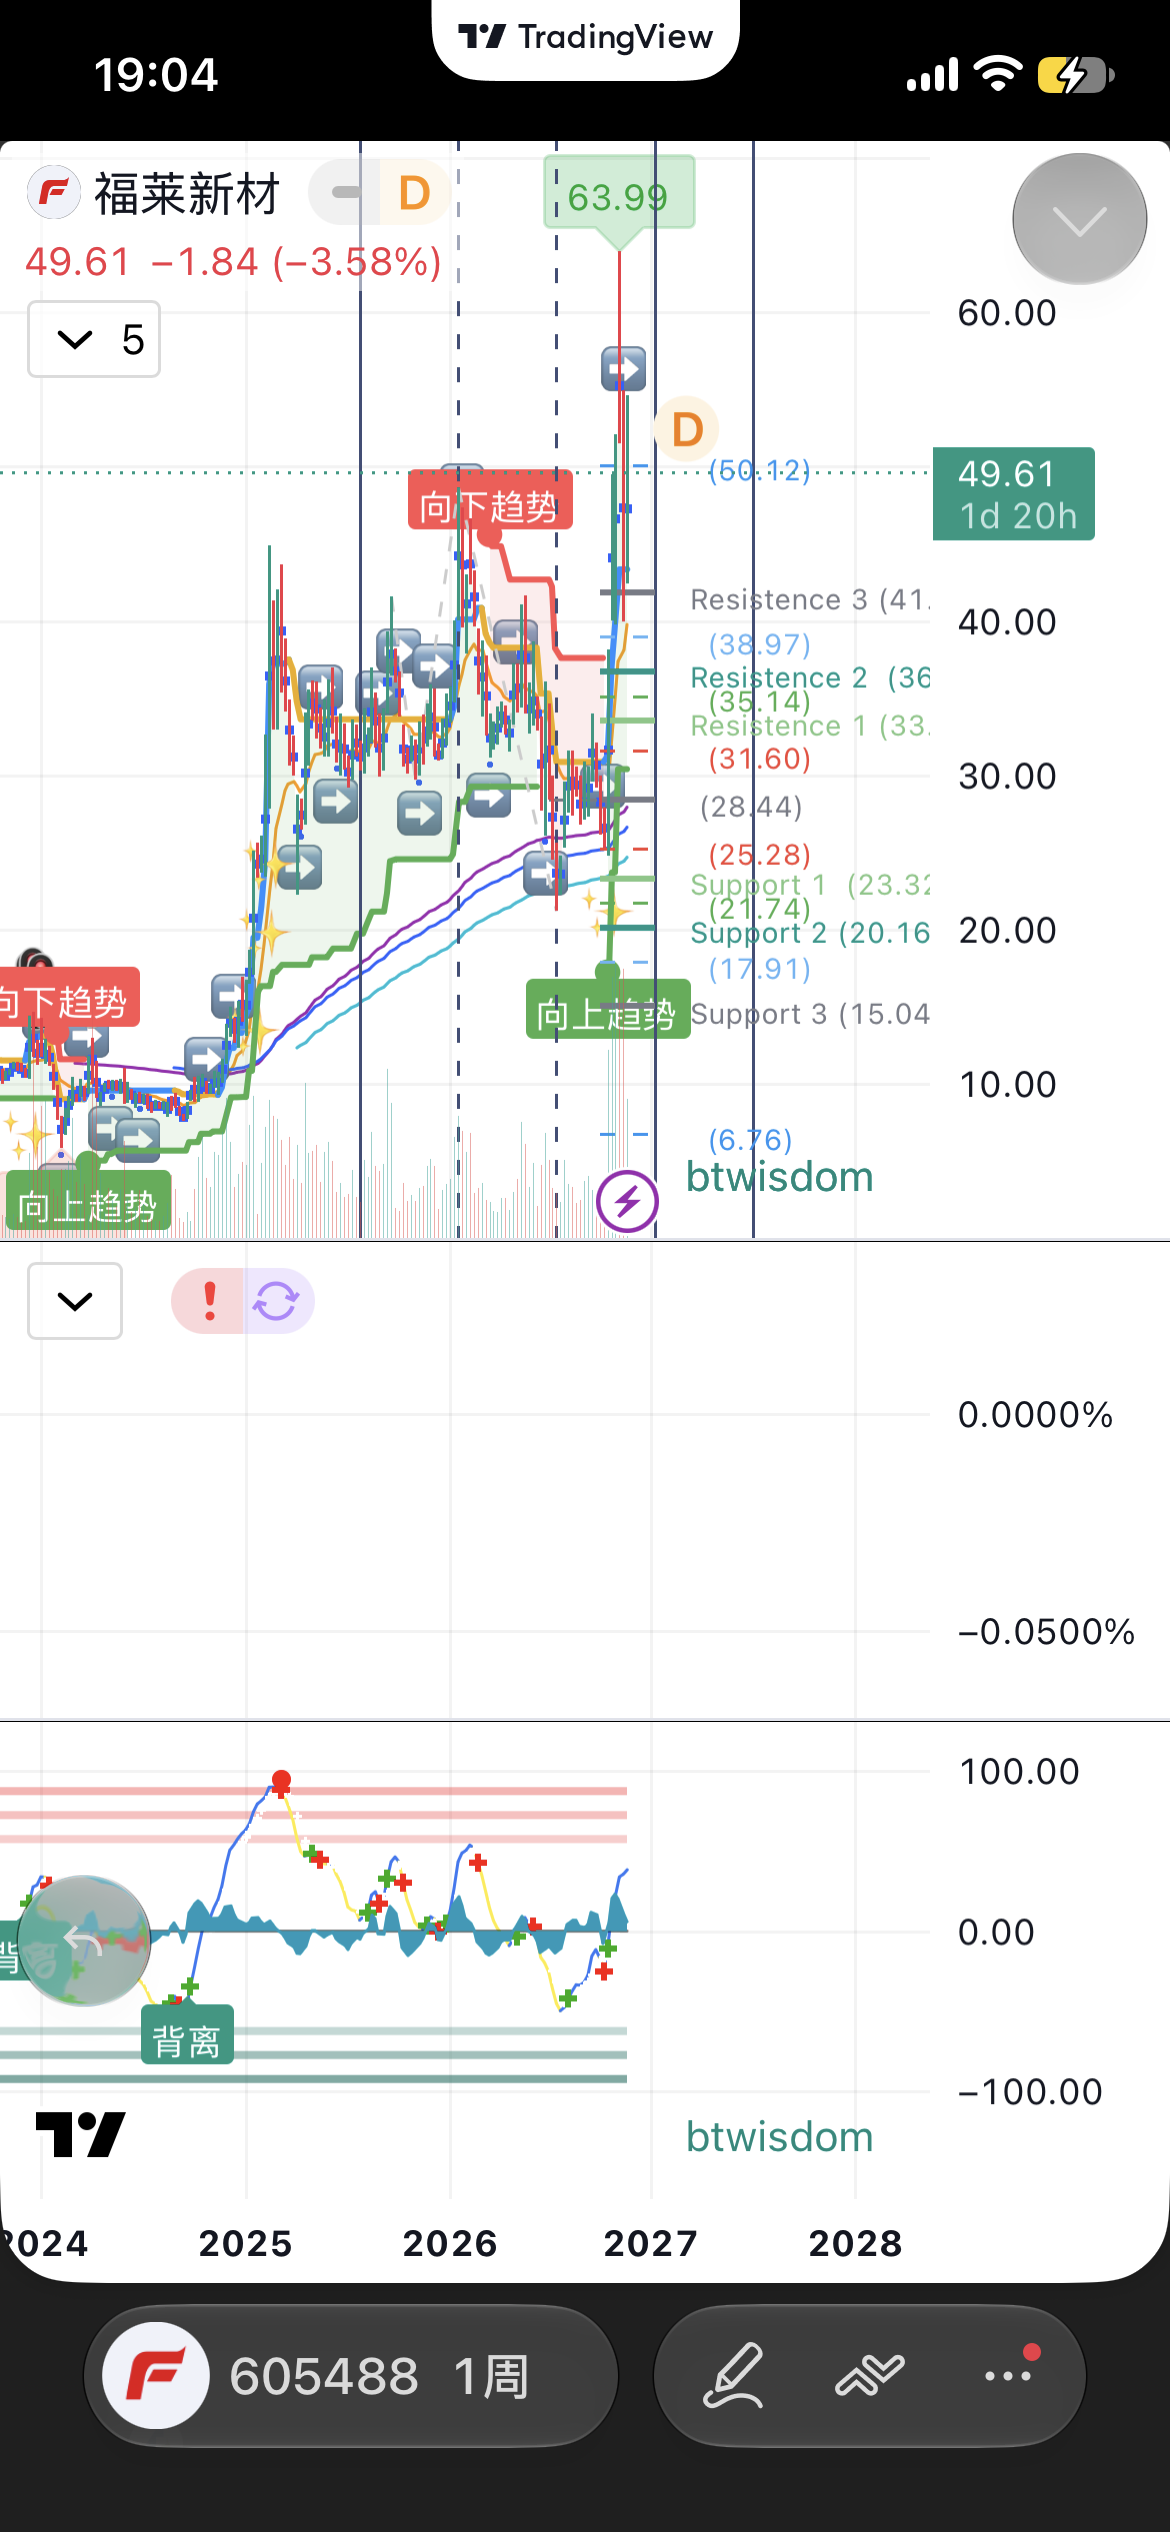 TradingView
19:04
福莱新材 D
49.61 −1.84 (−3.58%)
5
63.99
60.00
D
(50.12)
49.61
1d 20h
向下趋势
Resistence 3 (41.
40.00
(38.97)
Resistence 2 (36
(35.14)
Resistence 1 (33.
(31.60)
30.00
(28.44)
(25.28)
Support 1 (23.32
(21.74)
Support 2 (20.16
20.00
(17.91)
向下趋势
向上趋势
Support 3 (15.04
10.00
(6.76)
btwisdom
向上趋势
0.0000%
−0.0500%
100.00
0.00
背
背离
−100.00
btwisdom
2024 2025 2026 2027 2028
605488 1周